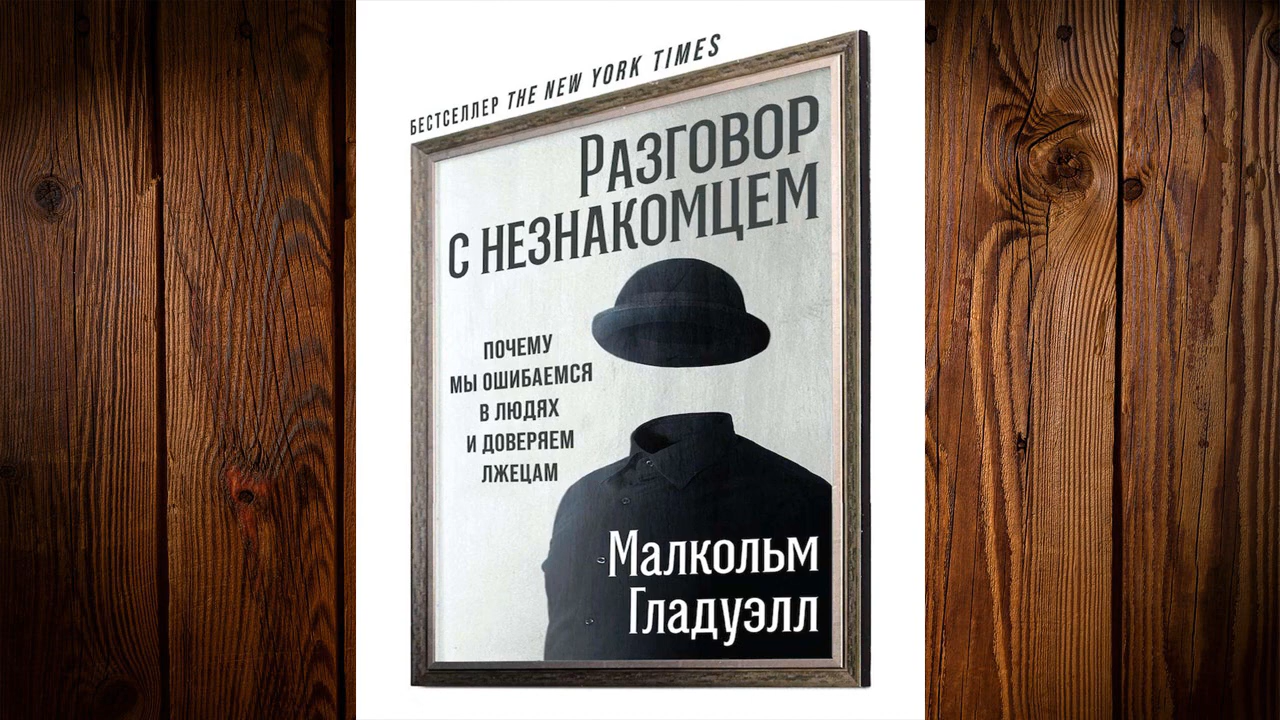 БЕСТСЕЛЛЕР THE NEW YORK TIMES
РАЗГОВОР
С НЕЗНАКОМЦЕМ
ПОЧЕМУ
МЫ ОШИБАЕМСЯ
В ЛЮДЯХ
И ДОВЕРЯЕМ
ЛЖЕЦАМ
Малкольм
Гладуэлл